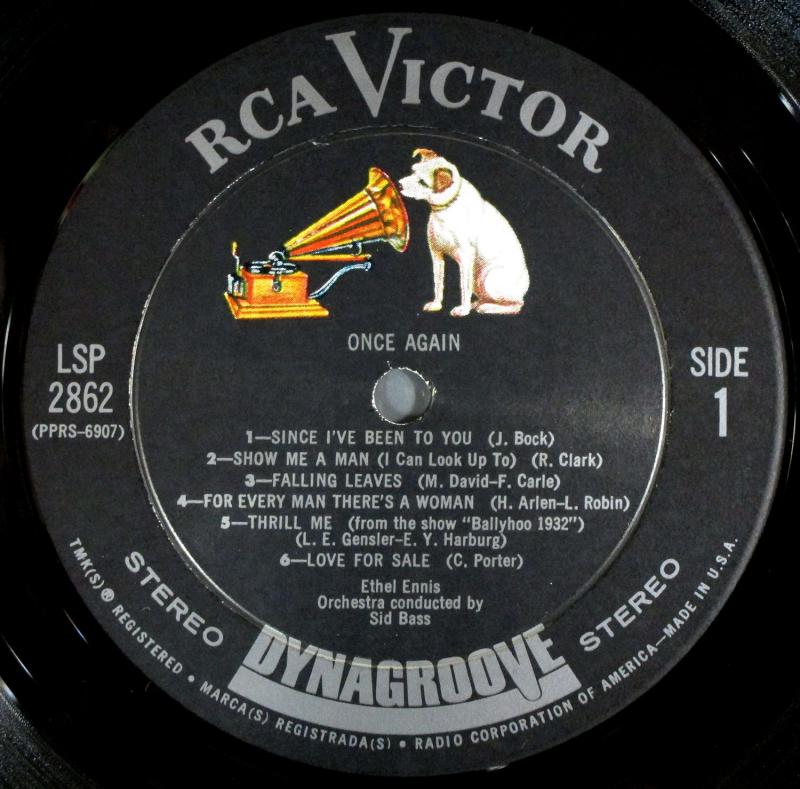 RCA VICTOR
ONCE AGAIN
LSP
2862
(PPRS-6907)
SIDE
1
1—SINCE I'VE BEEN TO YOU (J. Bock)
2—SHOW ME A MAN (I Can Look Up To) (R. Clark)
3—FALLING LEAVES (M. David-F. Carle)
4—FOR EVERY MAN THERE'S A WOMAN (H. Arlen-L. Robin)
5—THRILL ME (from the show "Ballyhoo 1932")
(L. E. Gensler-E. Y. Harburg)
6—LOVE FOR SALE (C. Porter)
Ethel Ennis
Orchestra conducted by
Sid Bass
STEREO
STEREO
DYNAGROOVE
TMK(S)® REGISTERED • MARCA(S) REGISTRADA(S) • RADIO CORPORATION OF AMERICA—MADE IN U.S.A.